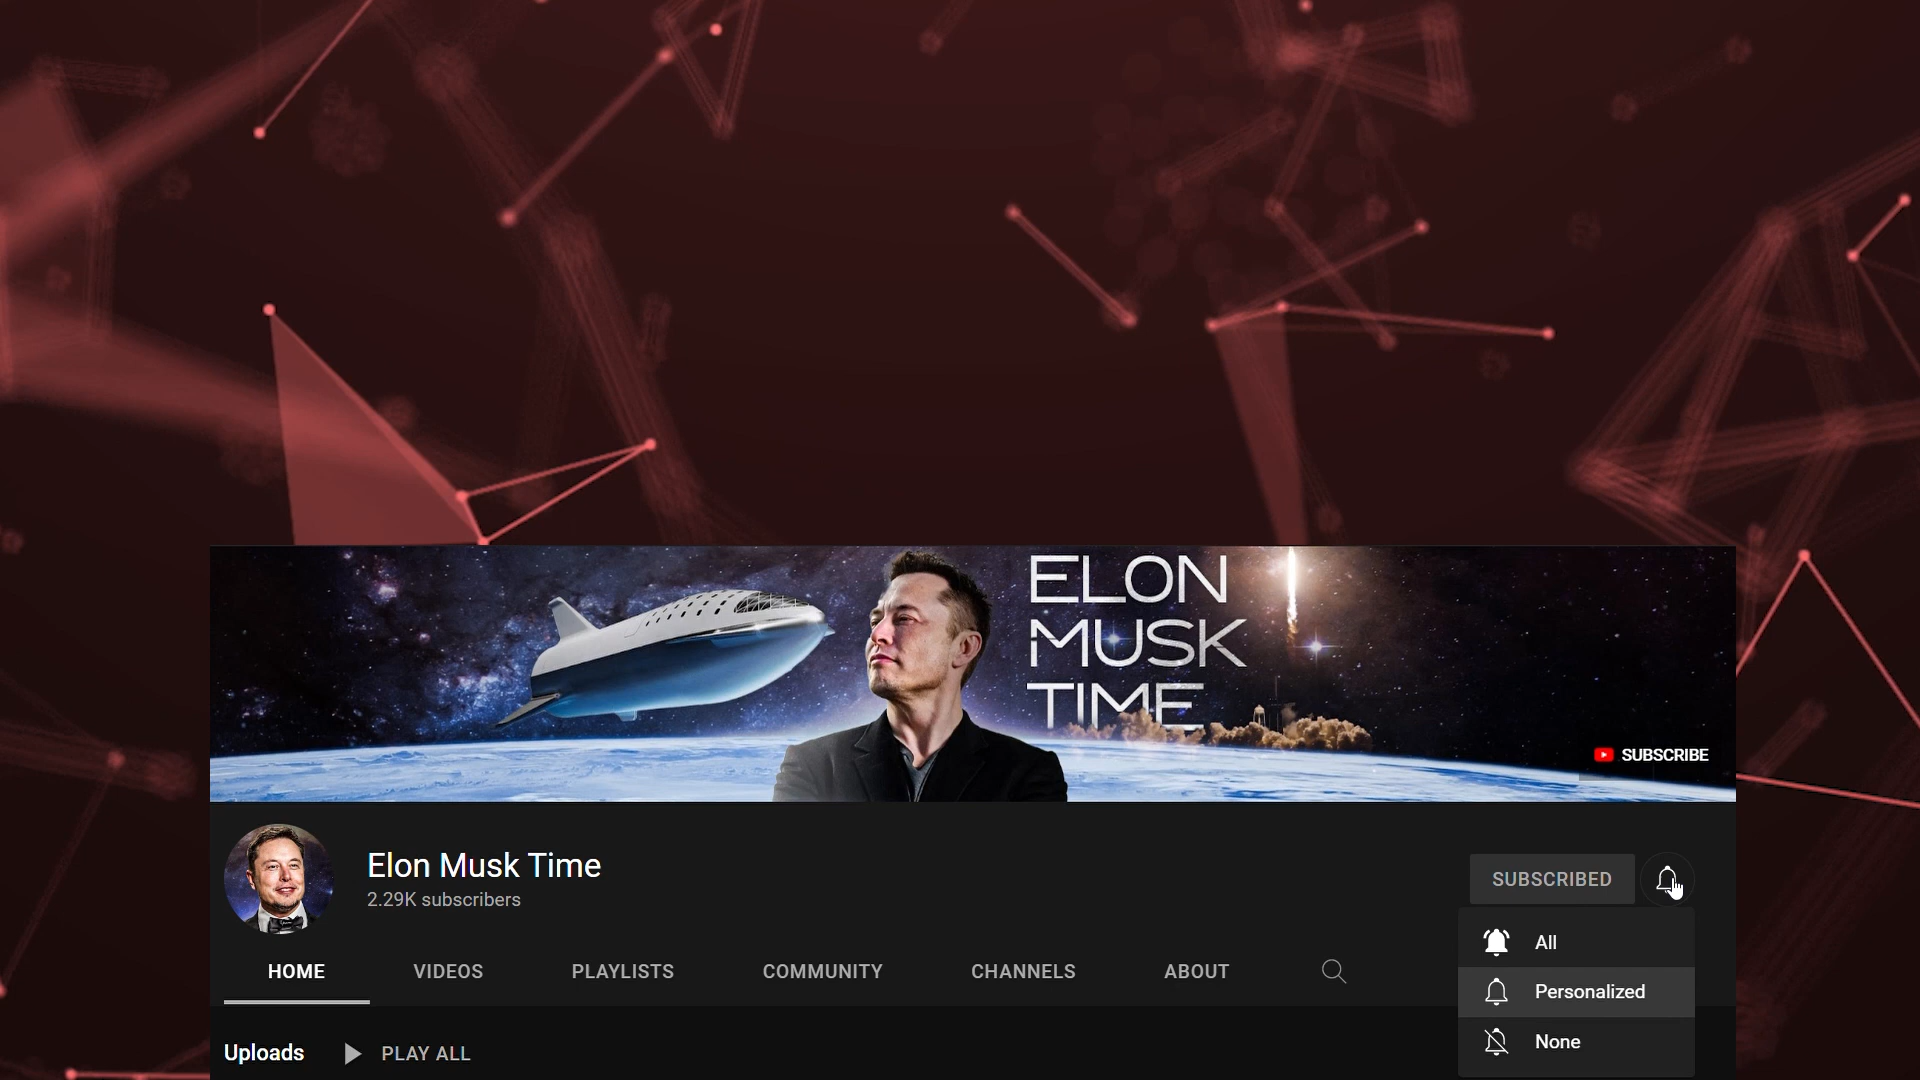 ELON
MUSK
TIME
SUBSCRIBE
Elon Musk Time
2.29K subscribers
SUBSCRIBED
All
Personalized
None
HOME VIDEOS PLAYLISTS COMMUNITY CHANNELS ABOUT
Uploads PLAY ALL